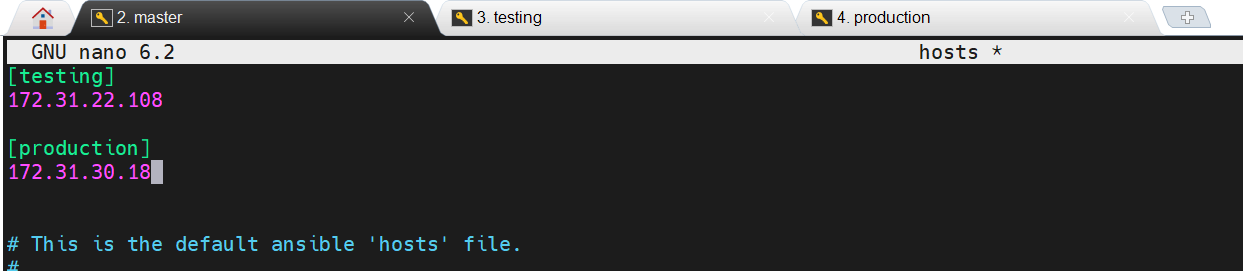 2. master
3. testing
4. production
GNU nano 6.2 hosts *
[testing]
172.31.22.108
[production]
172.31.30.18
# This is the default ansible 'hosts' file.
#